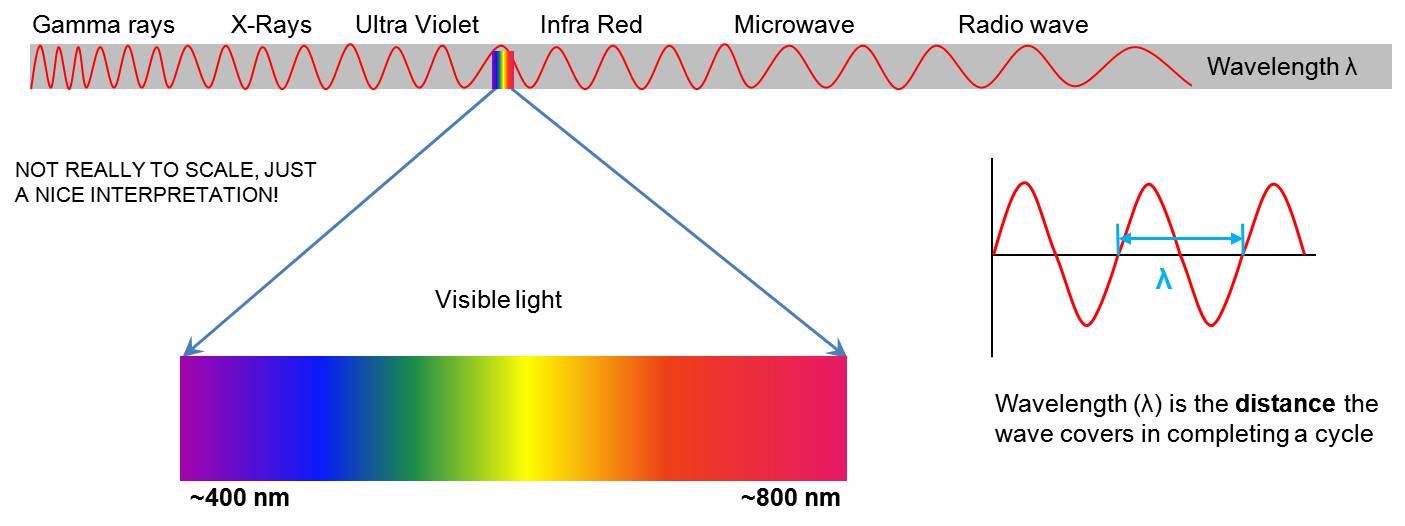 Gamma rays X-Rays Ultra Violet Infra Red Microwave Radio wave
Wavelength λ
NOT REALLY TO SCALE, JUST
A NICE INTERPRETATION!
λ
Visible light
~400 nm ~800 nm
Wavelength (λ) is the distance the
wave covers in completing a cycle